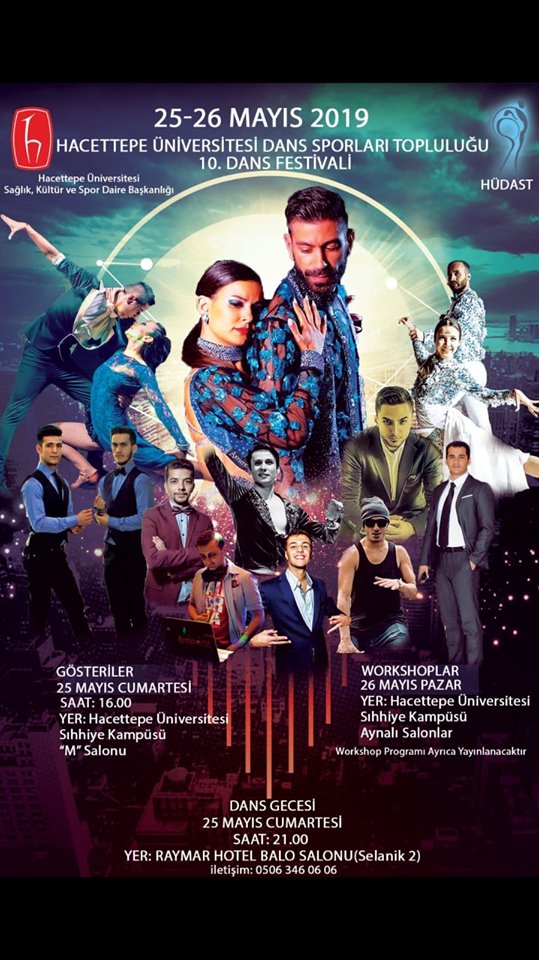 25-26 MAYIS 2019
HACETTEPE ÜNİVERSİTESİ DANS SPORLARI TOPLULUĞU
10. DANS FESTİVALİ
Hacettepe Üniversitesi
Sağlık, Kültür ve Spor Daire Başkanlığı
HÜDAST
GÖSTERİLER
25 MAYIS CUMARTESİ
SAAT: 16.00
YER: Hacettepe Üniversitesi
Sıhhiye Kampüsü
“M” Salonu
WORKSHOPLAR
26 MAYIS PAZAR
YER: Hacettepe Üniversitesi
Sıhhiye Kampüsü
Aynalı Salonlar
Workshop Programı Ayrıca Yayınlanacaktır
DANS GECESİ
25 MAYIS CUMARTESİ
SAAT: 21.00
YER: RAYMAR HOTEL BALO SALONU(Selanik 2)
iletişim: 0506 346 06 06